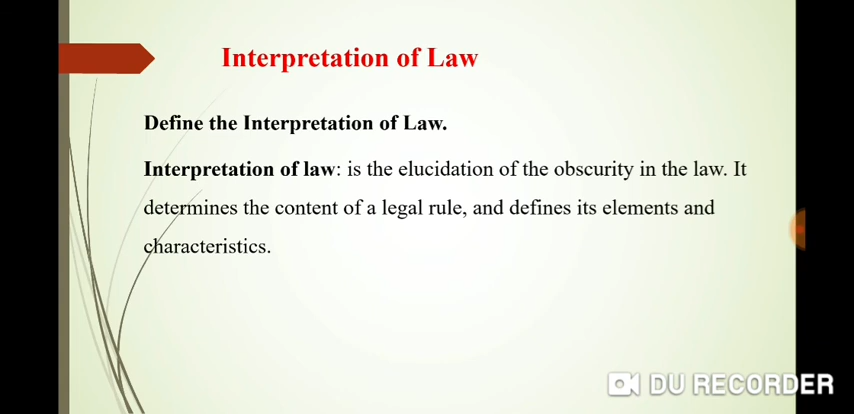 Interpretation of Law
Define the Interpretation of Law.
Interpretation of law: is the elucidation of the obscurity in the law. It
determines the content of a legal rule, and defines its elements and
characteristics.
DU RECORDER